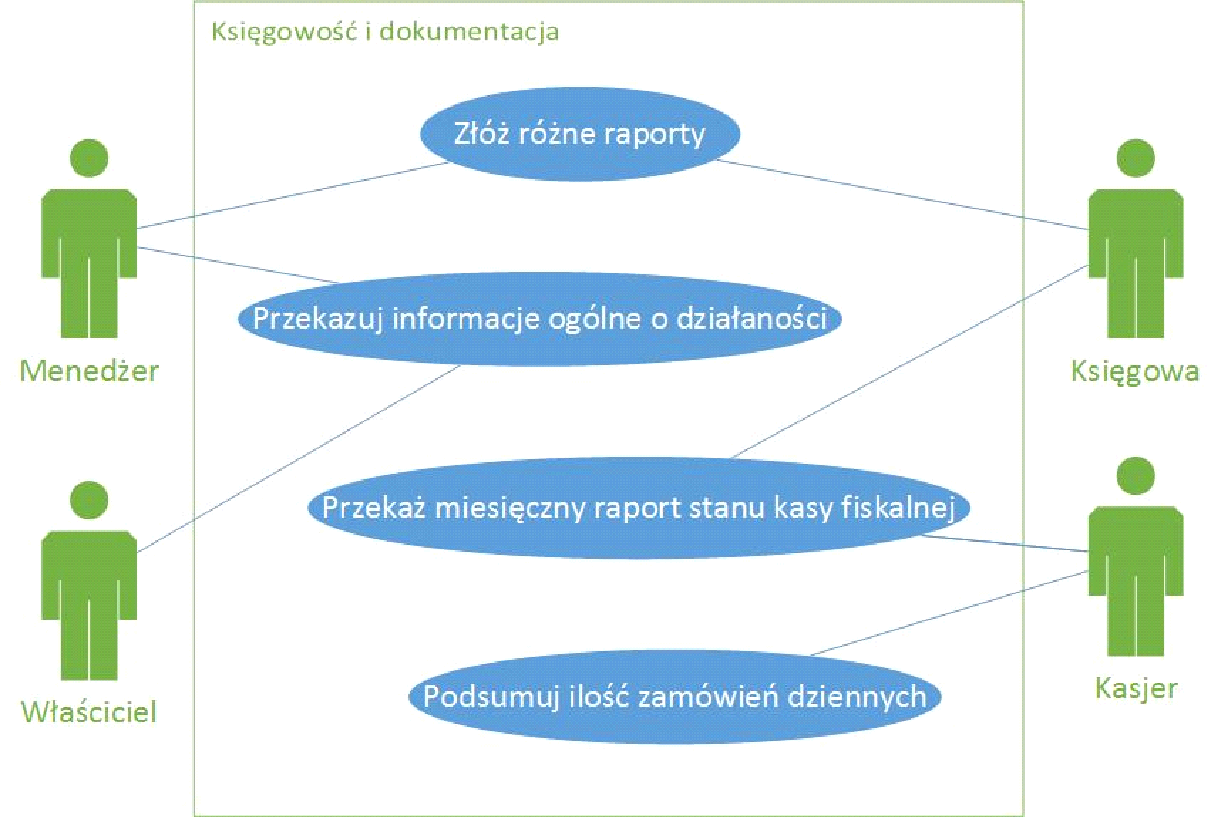 Księgowość i dokumentacja
Złóż różne raporty
Przekazuj informacje ogólne o działaności
Menedżer
Księgowa
Przekaż miesięczny raport stanu kasy fiskalnej
Podsumuj ilość zamówień dziennych
Właściciel
Kasjer